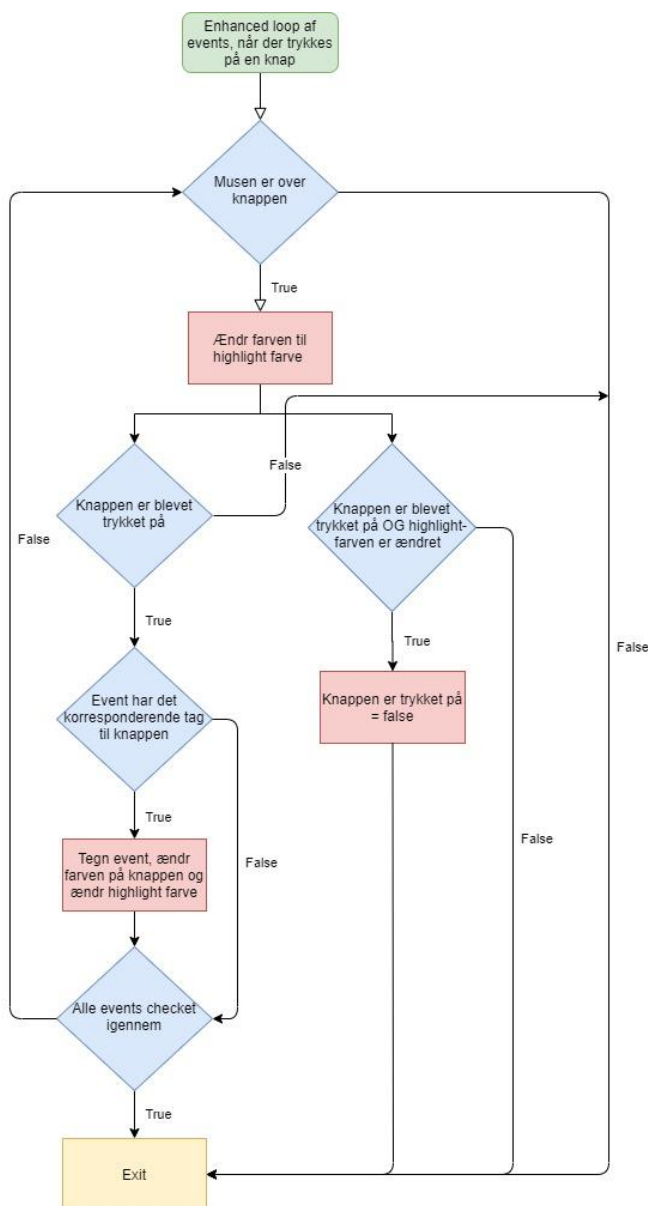 Enhanced loop af
events, når der trykkes
på en knap
Musen er over
knappen
True
Ændr farven til
highlight farve
False
Knappen er blevet
trykket på
Knappen er blevet
trykket på OG highlight-
farven er ændret
False
True
True
False
Event har det
korresponderende tag
til knappen
Knappen er trykket på
= false
True
False
False
Tegn event, ændr
farven på knappen og
ændr highlight farve
Alle events checket
igennem
True
Exit